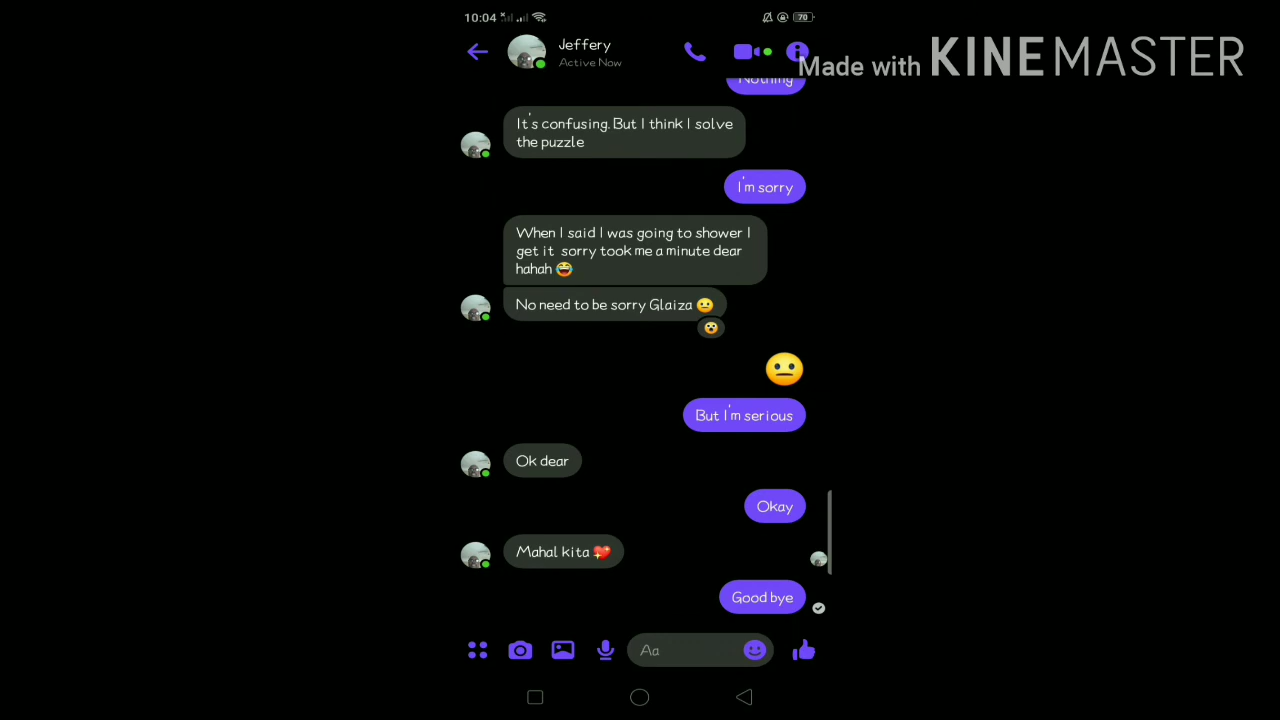 10:04
70
Jeffery
Active Now
Made with KINEMASTER
Nothing
It's confusing. But I think I solve
the puzzle
I'm sorry
When I said I was going to shower I
get it sorry took me a minute dear
hahah 😂
No need to be sorry Glaiza 😐
😮
😐
But I'm serious
Ok dear
Okay
Mahal kita 💖
Good bye
Aa